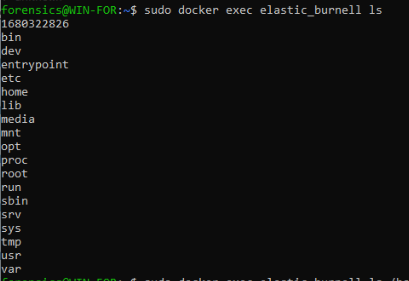 forensics@WIN-FOR:~$ sudo docker exec elastic_burnell ls
1680322826
bin
dev
entrypoint
etc
home
lib
media
mnt
opt
proc
root
run
sbin
srv
sys
tmp
usr
var
forensics@WIN-FOR:~$ sudo docker exec elastic_burnell ls